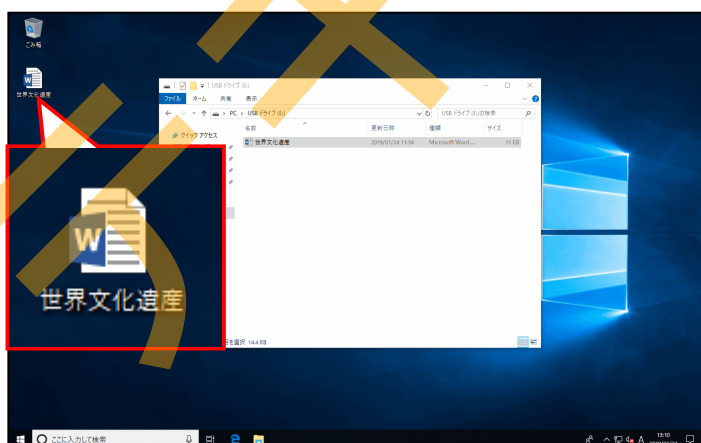 ごみ箱
世界文化遺産
USB ドライブ (E:)
ファイル ホーム 共有 表示
PC > USB ドライブ (E:)
USB ドライブ (E:)の検索
名前 更新日時 種類 サイズ
クイック アクセス
世界文化遺産 2019/01/24 11:34 Microsoft Word ... 15 KB
W
世界文化遺産
を選択 14.4 KB
ここに入力して検索
A
13:10